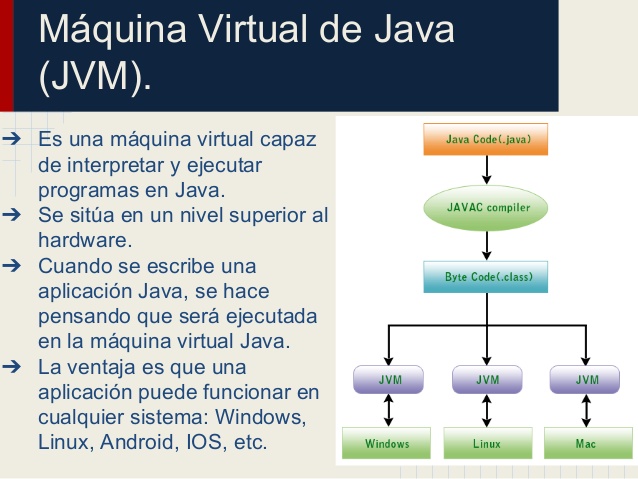 Máquina Virtual de Java
(JVM).
➔ Es una máquina virtual capaz
de interpretar y ejecutar
programas en Java.
➔ Se sitúa en un nivel superior al
hardware.
➔ Cuando se escribe una
aplicación Java, se hace
pensando que será ejecutada
en la máquina virtual Java.
➔ La ventaja es que una
aplicación puede funcionar en
cualquier sistema: Windows,
Linux, Android, IOS, etc.
Java Code(.java)
JAVAC compiler
Byte Code(.class)
JVM JVM JVM
Windows Linux Mac